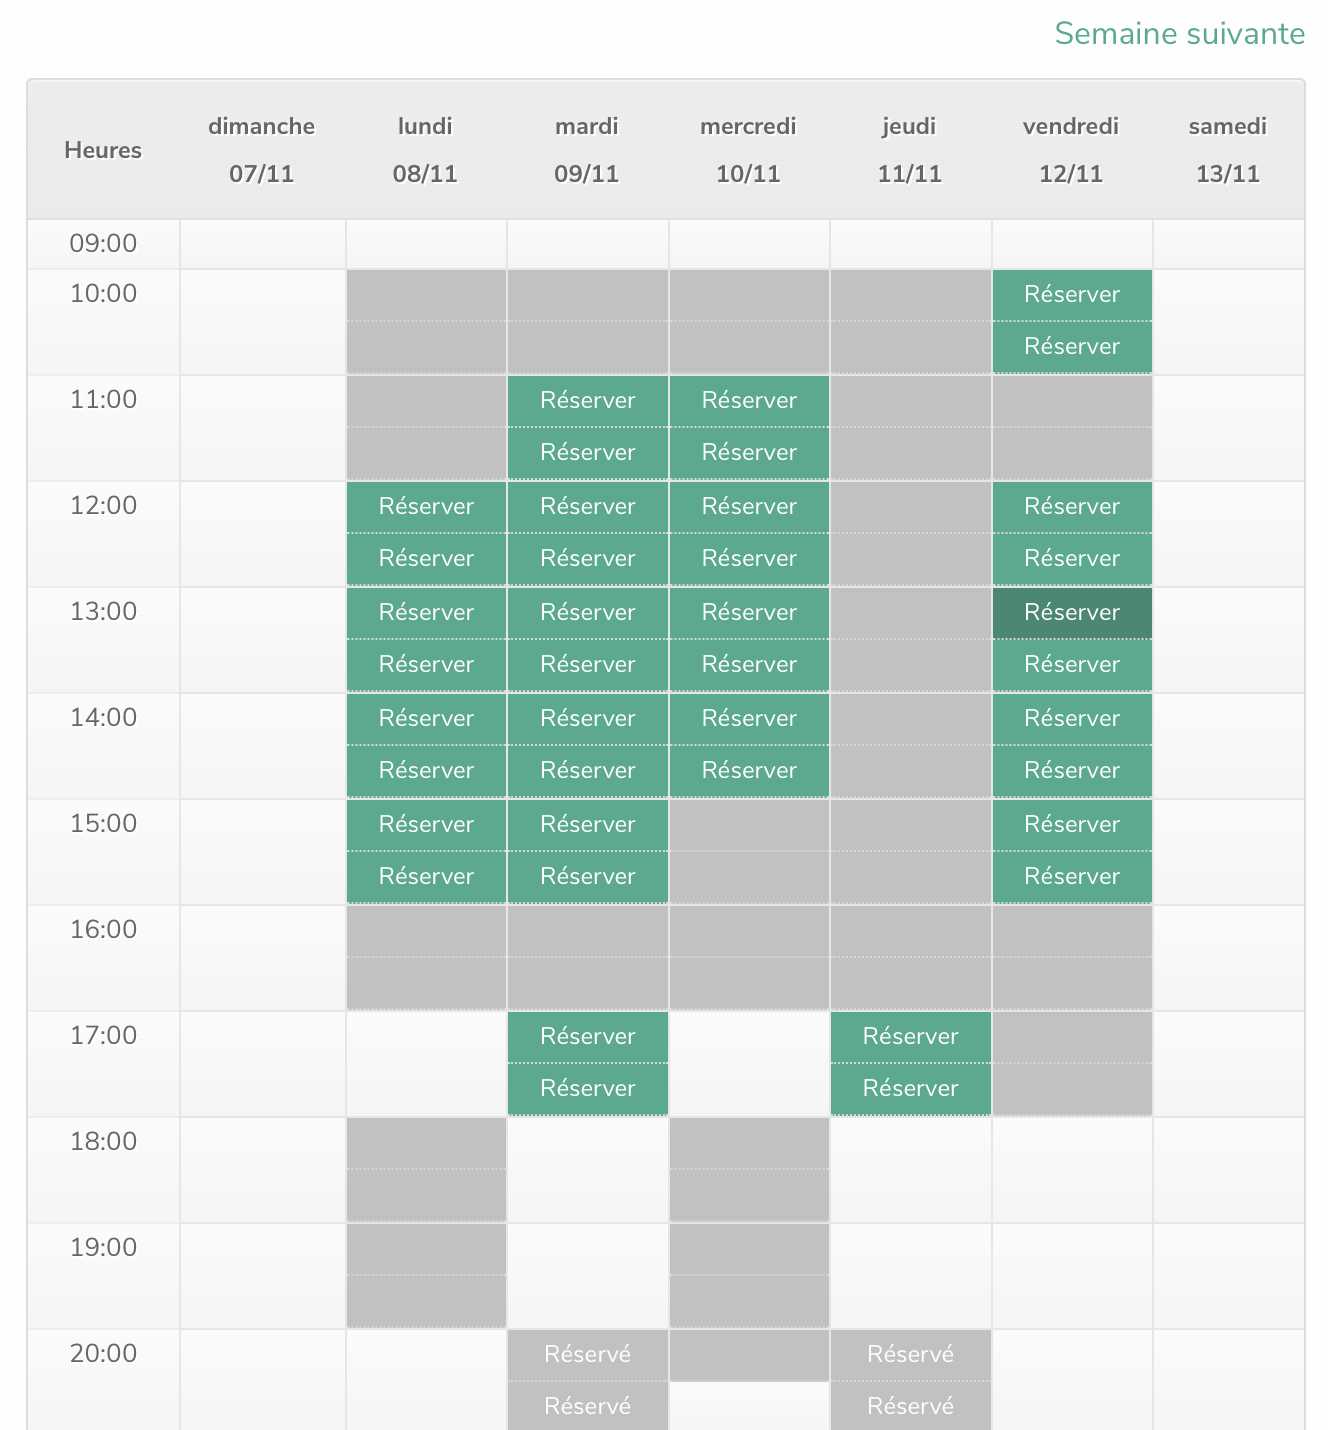 Semaine suivante
Heures dimanche 07/11 lundi 08/11 mardi 09/11 mercredi 10/11 jeudi 11/11 vendredi 12/11 samedi 13/11
09:00
10:00 Réserver
Réserver
11:00 Réserver Réserver
Réserver Réserver
12:00 Réserver Réserver Réserver Réserver
Réserver Réserver Réserver Réserver
13:00 Réserver Réserver Réserver Réserver
Réserver Réserver Réserver Réserver
14:00 Réserver Réserver Réserver Réserver
Réserver Réserver Réserver Réserver
15:00 Réserver Réserver Réserver
Réserver Réserver Réserver
16:00
17:00 Réserver Réserver
Réserver Réserver
18:00
19:00
20:00 Réservé Réservé
Réservé Réservé